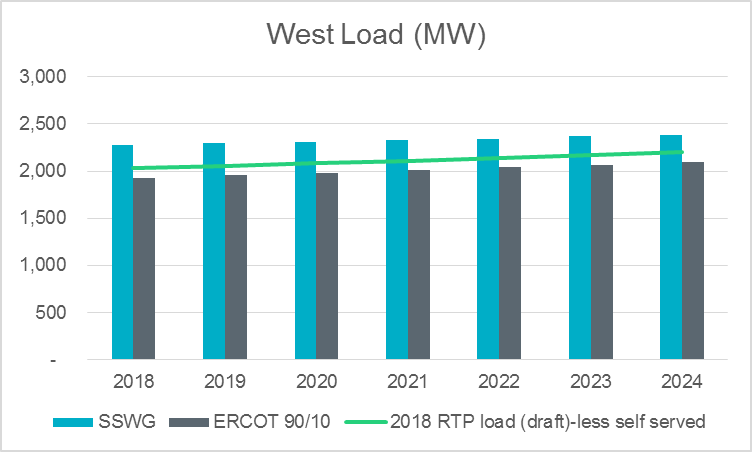 West Load (MW)
3,000
2,500
2,000
1,500
1,000
500
-
2018 2019 2020 2021 2022 2023 2024
SSWG ERCOT 90/10 2018 RTP load (draft)-less self served